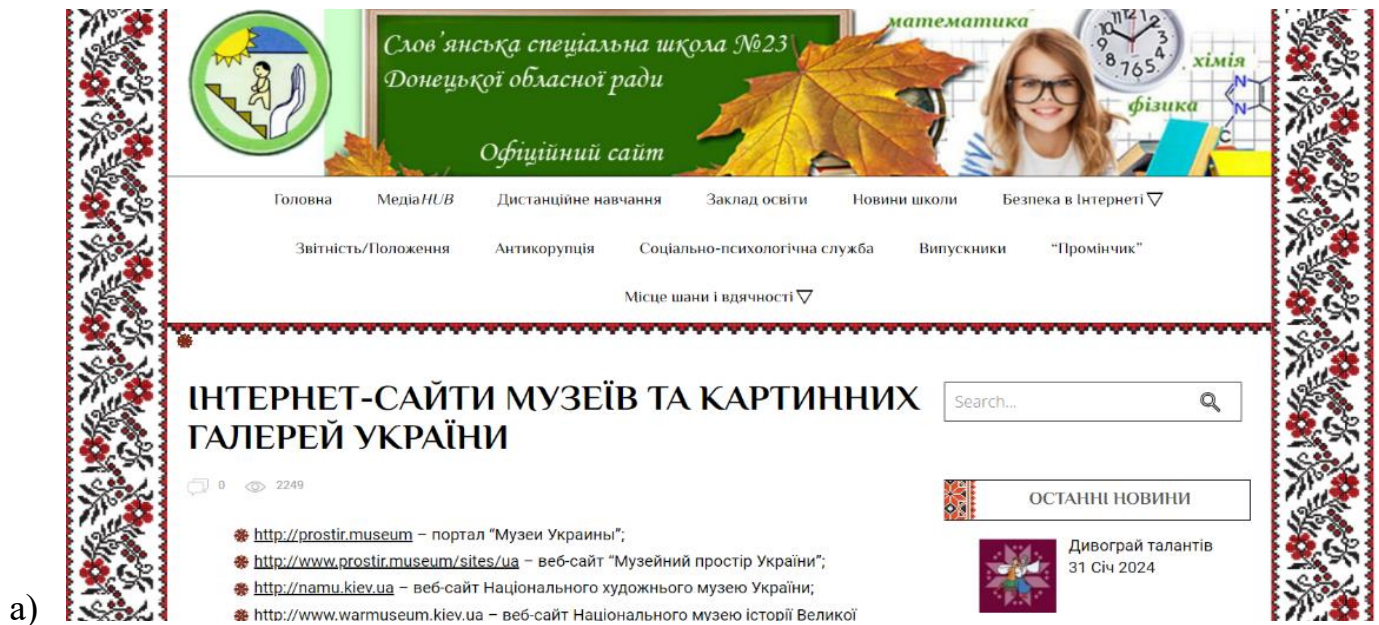 математика
Слов'янська спеціальна школа №23
Донецької обласної ради
хімія
фізика
Офіційний сайт
Головна МедіаHUB Дистанційне навчання Заклад освіти Новини школи Безпека в Інтернеті
Звітність/Положення Антикорупція Соціально-психологічна служба Випускники “Промінчик”
Місце шани і вдячності
ІНТЕРНЕТ-САЙТИ МУЗЕЇВ ТА КАРТИННИХ
ГАЛЕРЕЙ УКРАЇНИ
Search...
0 2249
ОСТАННІ НОВИНИ
http://prostir.museum – портал “Музеи Украины”;
http://www.prostir.museum/sites/ua – веб-сайт “Музейний простір України”;
http://namu.kiev.ua – веб-сайт Національного художнього музею України;
http://www.warmuseum.kiev.ua – веб-сайт Національного музею історії Великої
Дивограй талантів
31 Січ 2024
а)